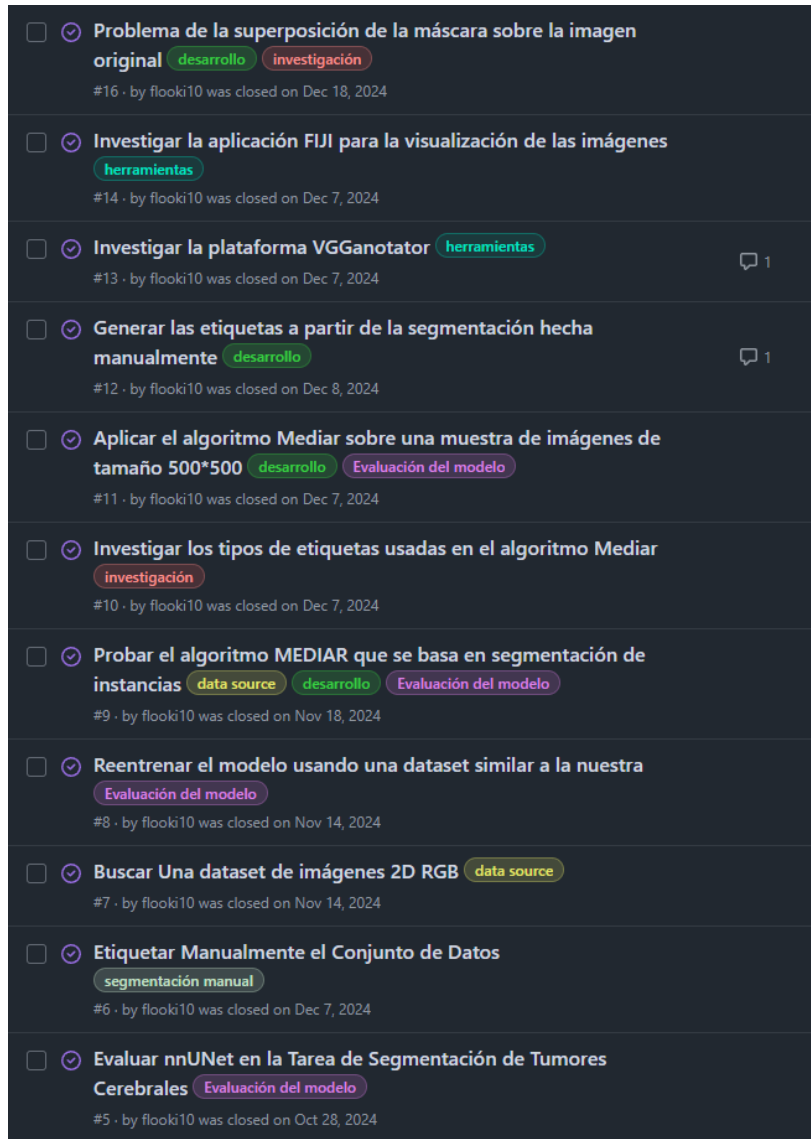 Problema de la superposición de la máscara sobre la imagen
original desarrollo investigación
#16 · by flooki10 was closed on Dec 18, 2024
Investigar la aplicación FIJI para la visualización de las imágenes
herramientas
#14 · by flooki10 was closed on Dec 7, 2024
Investigar la plataforma VGGanotator herramientas
1
#13 · by flooki10 was closed on Dec 7, 2024
Generar las etiquetas a partir de la segmentación hecha
manualmente desarrollo
1
#12 · by flooki10 was closed on Dec 8, 2024
Aplicar el algoritmo Mediar sobre una muestra de imágenes de
tamaño 500*500 desarrollo Evaluación del modelo
#11 · by flooki10 was closed on Dec 7, 2024
Investigar los tipos de etiquetas usadas en el algoritmo Mediar
investigación
#10 · by flooki10 was closed on Dec 7, 2024
Probar el algoritmo MEDIAR que se basa en segmentación de
instancias data source desarrollo Evaluación del modelo
#9 · by flooki10 was closed on Nov 18, 2024
Reentrenar el modelo usando una dataset similar a la nuestra
Evaluación del modelo
#8 · by flooki10 was closed on Nov 14, 2024
Buscar Una dataset de imágenes 2D RGB data source
#7 · by flooki10 was closed on Nov 14, 2024
Etiquetar Manualmente el Conjunto de Datos
segmentación manual
#6 · by flooki10 was closed on Dec 7, 2024
Evaluar nnUNet en la Tarea de Segmentación de Tumores
Cerebrales Evaluación del modelo
#5 · by flooki10 was closed on Oct 28, 2024